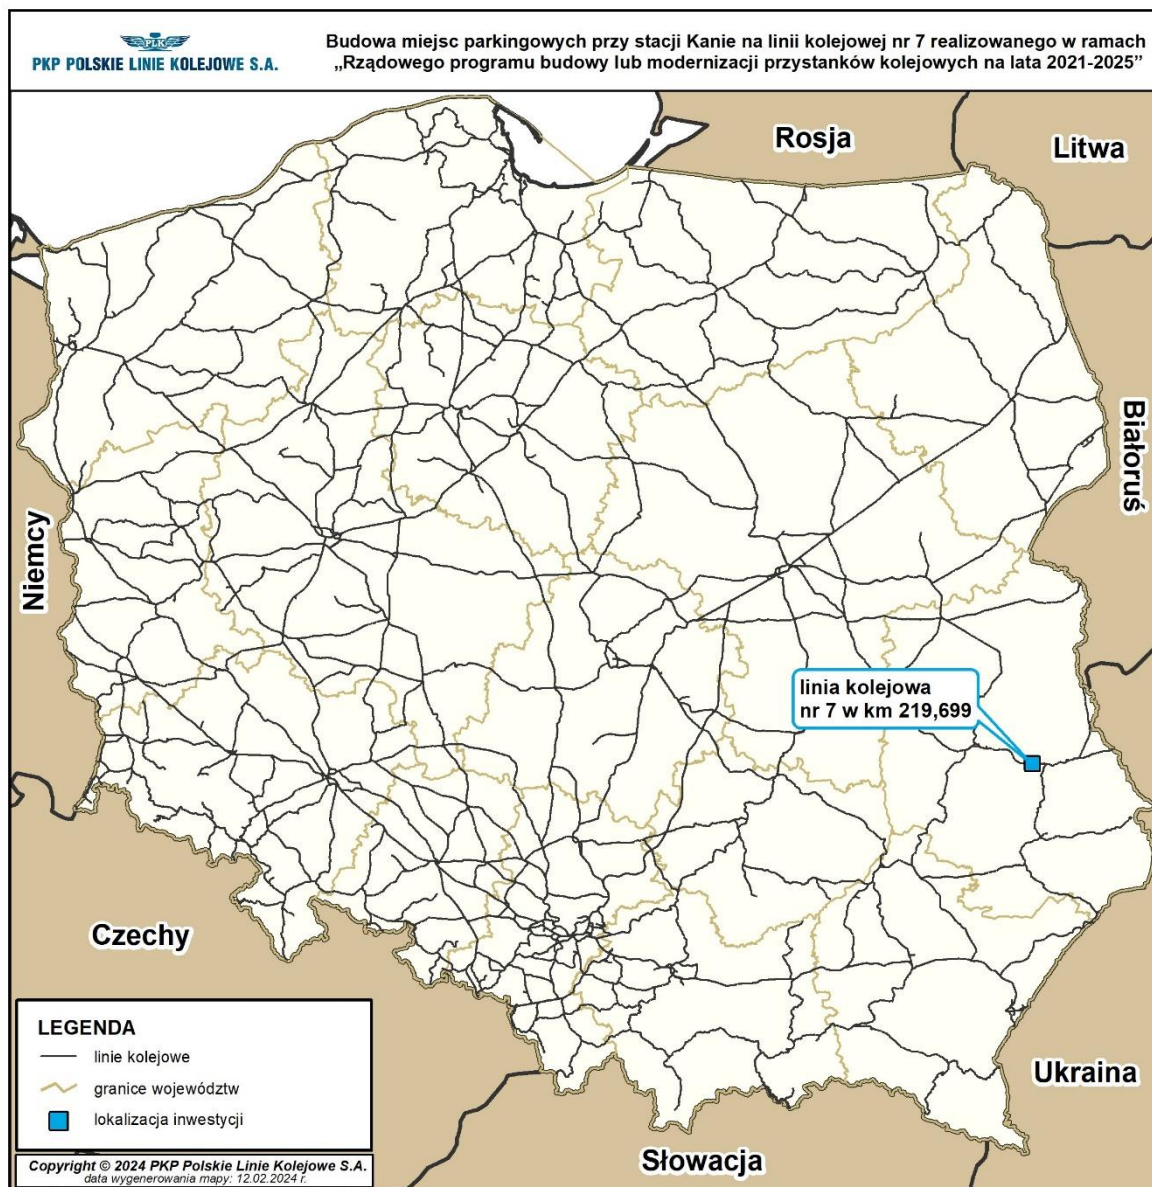 PLK
PKP POLSKIE LINIE KOLEJOWE S.A.
Budowa miejsc parkingowych przy stacji Kanie na linii kolejowej nr 7 realizowanego w ramach
„Rządowego programu budowy lub modernizacji przystanków kolejowych na lata 2021-2025”
Rosja
Litwa
Białoruś
Niemcy
linia kolejowa
nr 7 w km 219,699
Czechy
Ukraina
Słowacja
LEGENDA
linie kolejowe
granice województw
lokalizacja inwestycji
Copyright © 2024 PKP Polskie Linie Kolejowe S.A.
data wygenerowania mapy: 12.02.2024 r.